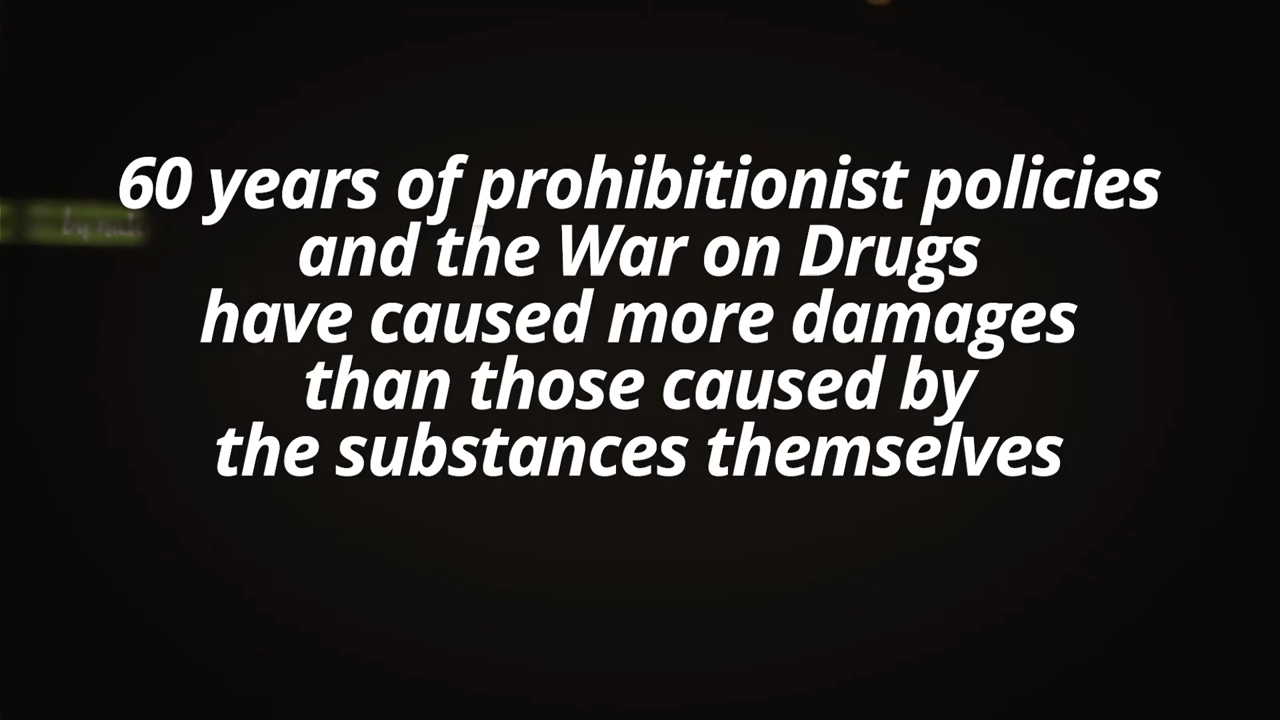 60 years of prohibitionist policies
and the War on Drugs
have caused more damages
than those caused by
the substances themselves